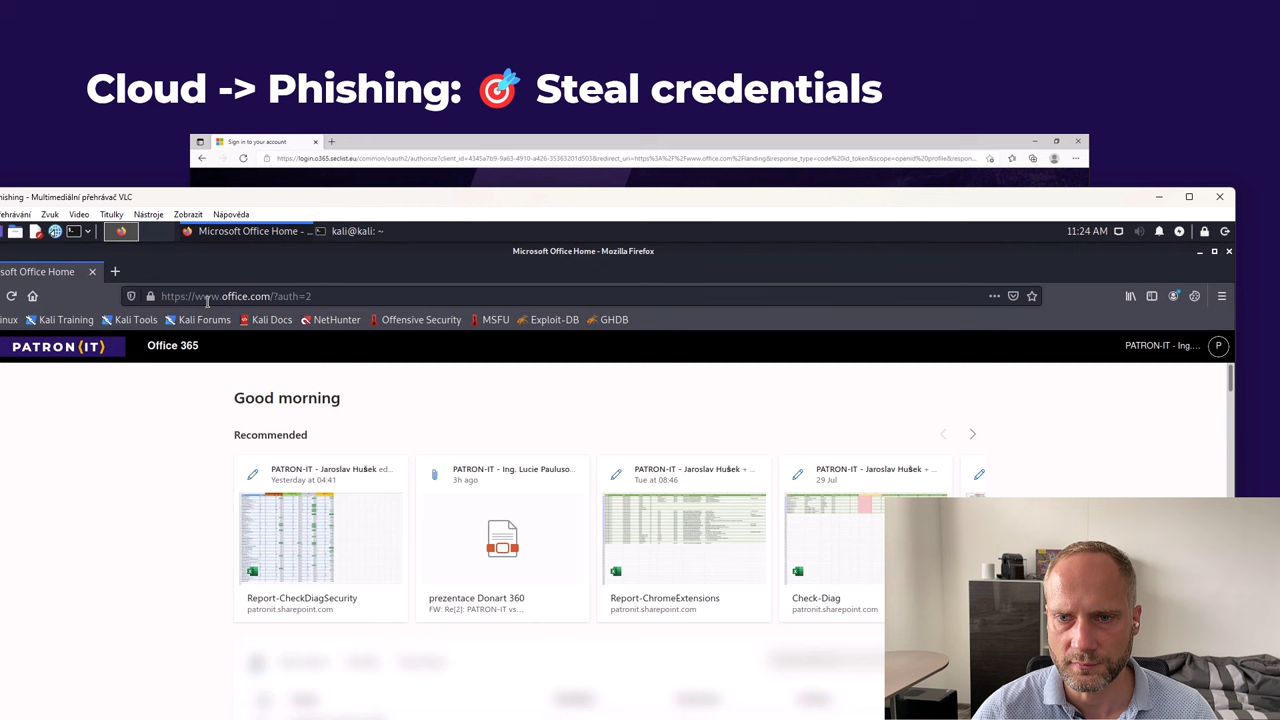 Cloud -> Phishing: 🎯 Steal credentials
Sign in to your account
https://login.o365.seclist.eu/common/oauth2/authorize?client_id=4345a7b9-9a63-4910-a426-35363201d503&redirect_uri=https%3A%2F%2Fwww.office.com%2Flanding&response_type=code%20id_token&scope=openid%20profile&respon...
hishing - Multimediální přehrávač VLC
řehrávání Zvuk Video Titulky Nástroje Zobrazit Nápověda
Microsoft Office Home - ... kali@kali: ~ 11:24 AM
Microsoft Office Home - Mozilla Firefox
soft Office Home
https://www.office.com/?auth=2
inux Kali Training Kali Tools Kali Forums Kali Docs NetHunter Offensive Security MSFU Exploit-DB GHDB
PATRON(IT) Office 365 PATRON-IT - Ing.... P
Good morning
Recommended
PATRON-IT - Jaroslav Hušek ed...
Yesterday at 04:41
Report-CheckDiagSecurity
patronit.sharepoint.com
PATRON-IT - Ing. Lucie Pauluso...
3h ago
prezentace Donart 360
FW: Re[2]: PATRON-IT vs...
PATRON-IT - Jaroslav Hušek + ...
Tue at 08:46
Report-ChromeExtensions
patronit.sharepoint.com
PATRON-IT - Jaroslav Hušek + ...
29 Jul
Check-Diag
patronit.sharepoint.com